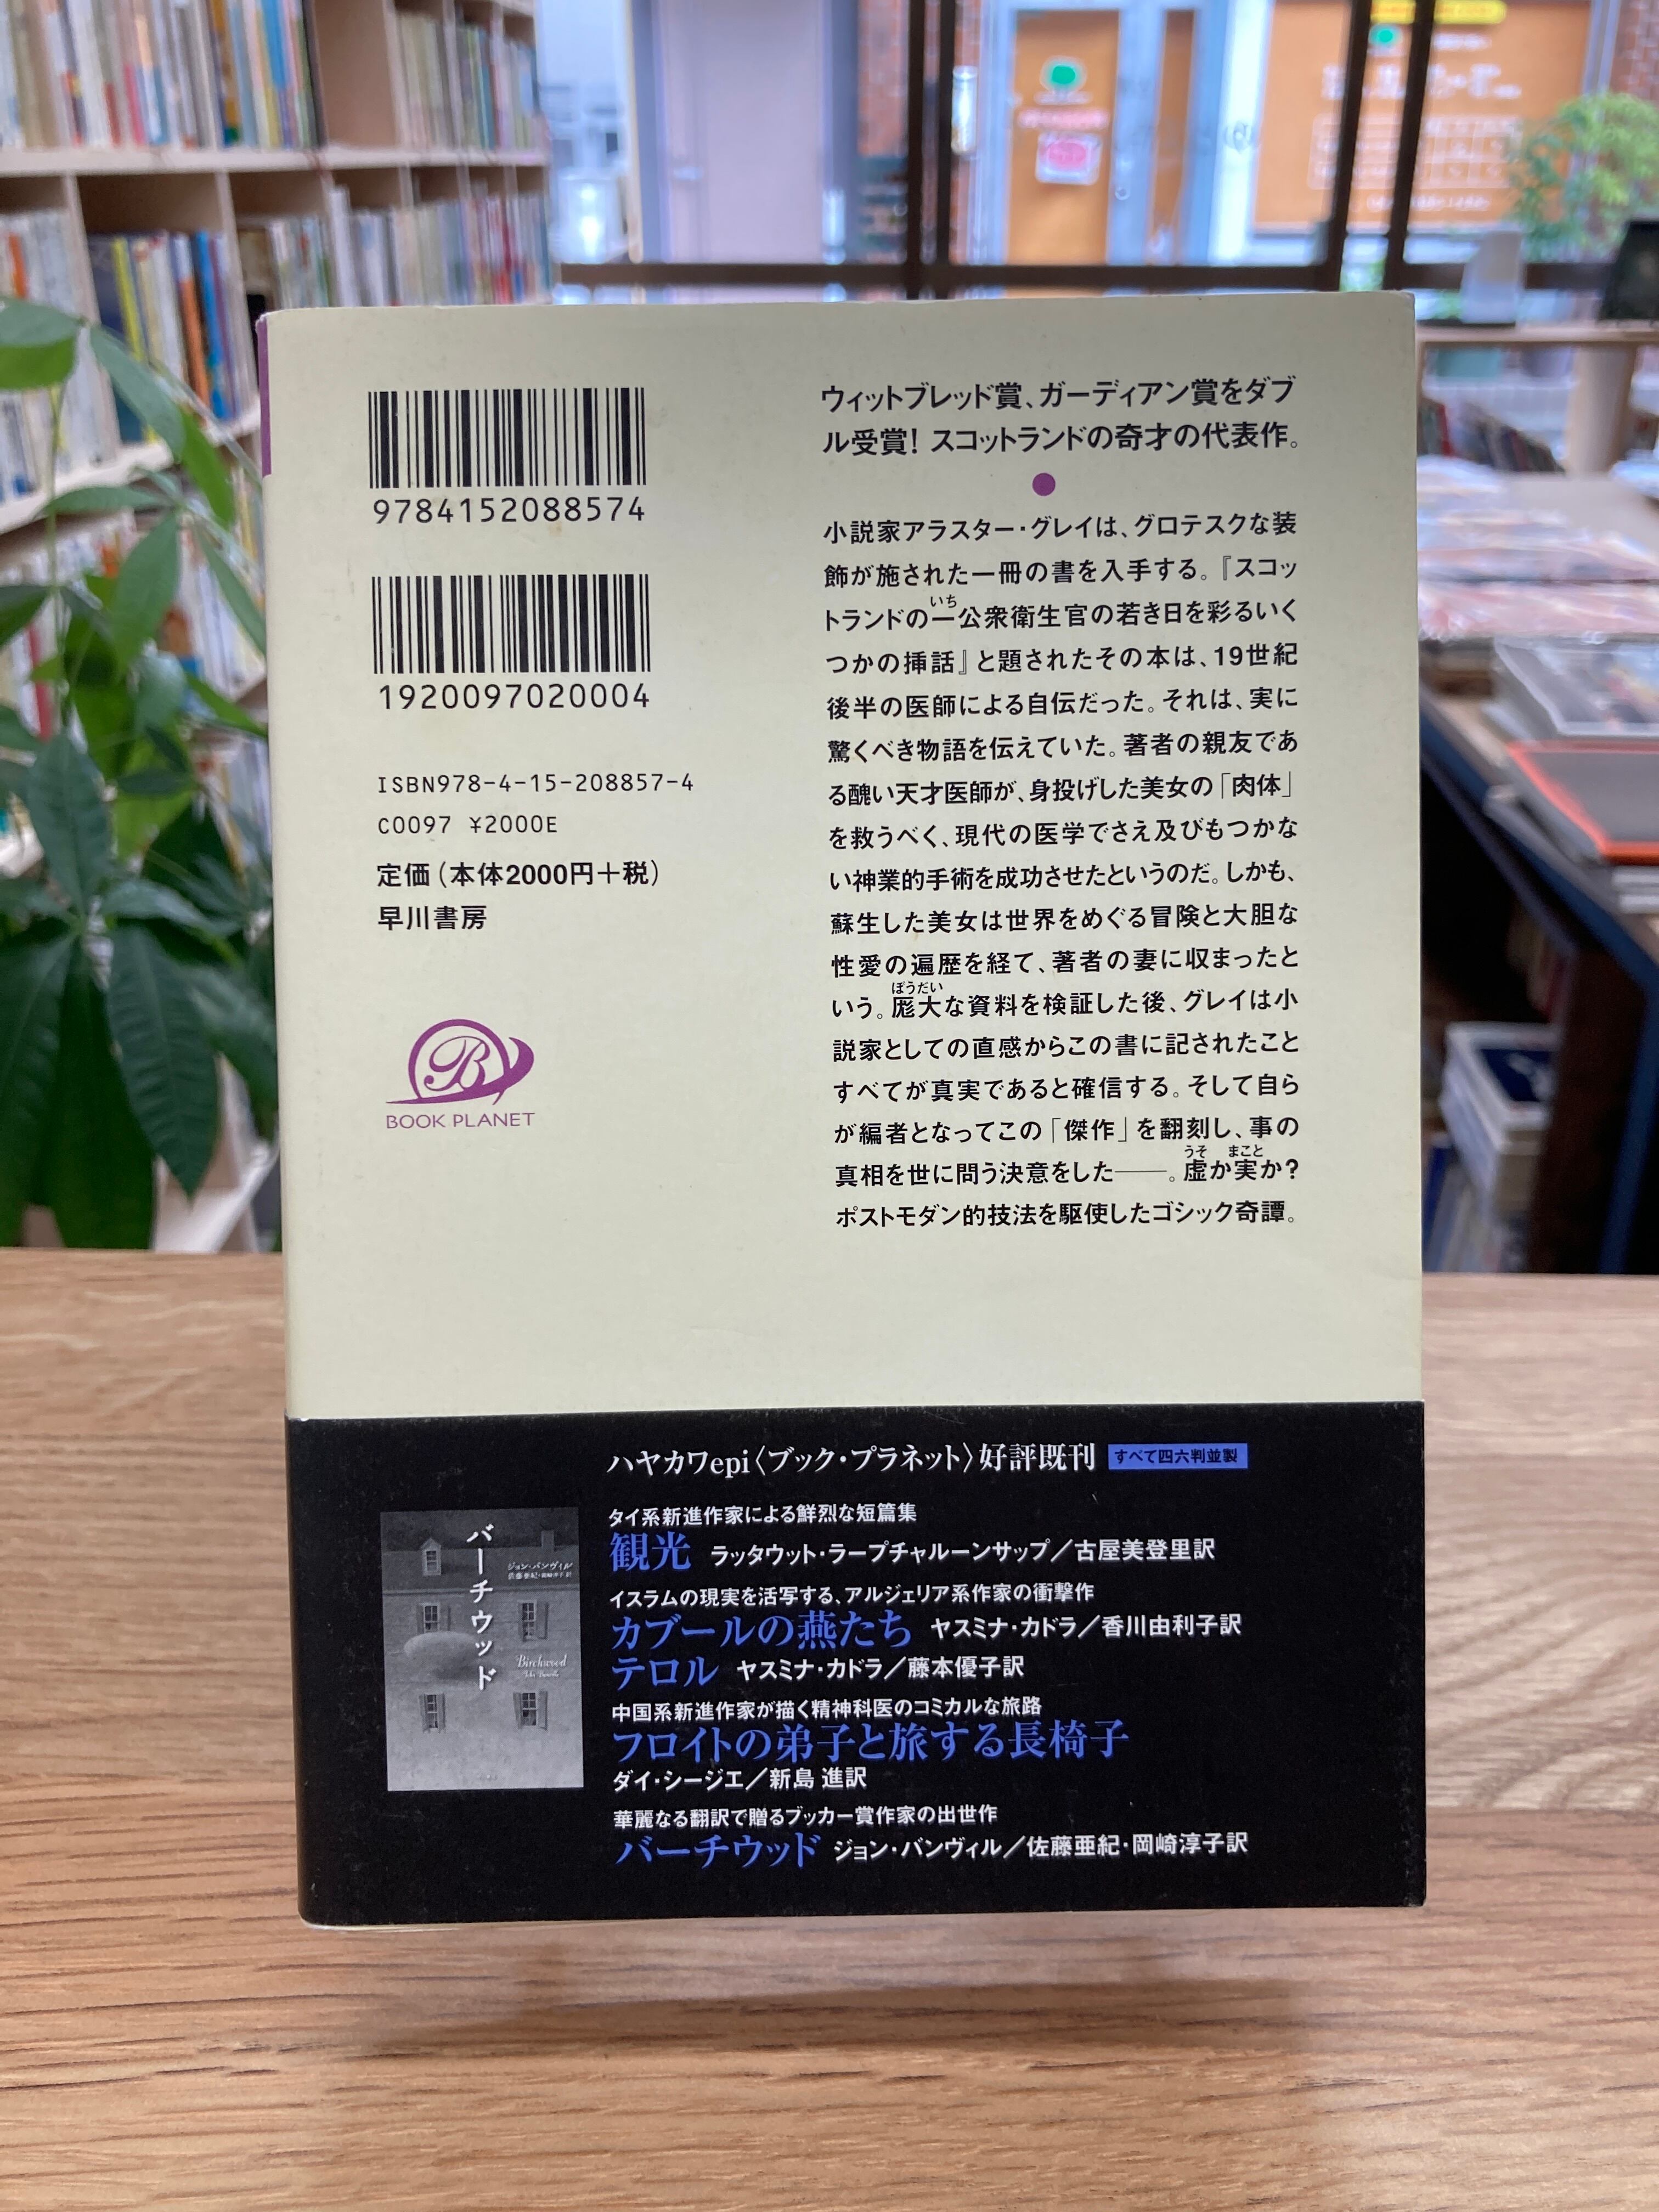 9784152088574
1920097020004
ISBN978-4-15-208857-4
C0097 ¥2000E
定価(本体2000円+税)
早川書房
B
BOOK PLANET
ウィットブレッド賞、ガーディアン賞をダブ
ル受賞! スコットランドの奇才の代表作。
小説家アラスター・グレイは、グロテスクな装
飾が施された一冊の書を入手する。『スコッ
いち
トランドの一公衆衛生官の若き日を彩るいく
つかの挿話』と題されたその本は、19世紀
後半の医師による自伝だった。それは、実に
驚くべき物語を伝えていた。著者の親友であ
る醜い天才医師が、身投げした美女の「肉体」
を救うべく、現代の医学でさえ及びもつかな
い神業的手術を成功させたというのだ。しかも、
蘇生した美女は世界をめぐる冒険と大胆な
性愛の遍歴を経て、著者の妻に収まったと
ぼうだい
いう。厖大な資料を検証した後、グレイは小
説家としての直感からこの書に記されたこと
すべてが真実であると確信する。そして自ら
が編者となってこの「傑作」を翻刻し、事の
うそ まこと
真相を世に問う決意をした――。虚か実か?
ポストモダン的技法を駆使したゴシック奇譚。
ハヤカワepi〈ブック・プラネット〉好評既刊 すべて四六判並製
タイ系新進作家による鮮烈な短篇集
観光 ラッタウット・ラープチャルーンサップ/古屋美登里訳
イスラムの現実を活写する、アルジェリア系作家の衝撃作
カブールの燕たち ヤスミナ・カドラ/香川由利子訳
テロル ヤスミナ・カドラ/藤本優子訳
中国系新進作家が描く精神科医のコミカルな旅路
フロイトの弟子と旅する長椅子
ダイ・シージエ/新島 進訳
華麗なる翻訳で贈るブッカー賞作家の出世作
バーチウッド ジョン・バンヴィル/佐藤亜紀・岡崎淳子訳
バーチウッド
ジョン・バンヴィル
佐藤亜紀・岡崎淳子 訳
Birchwood
John Banville